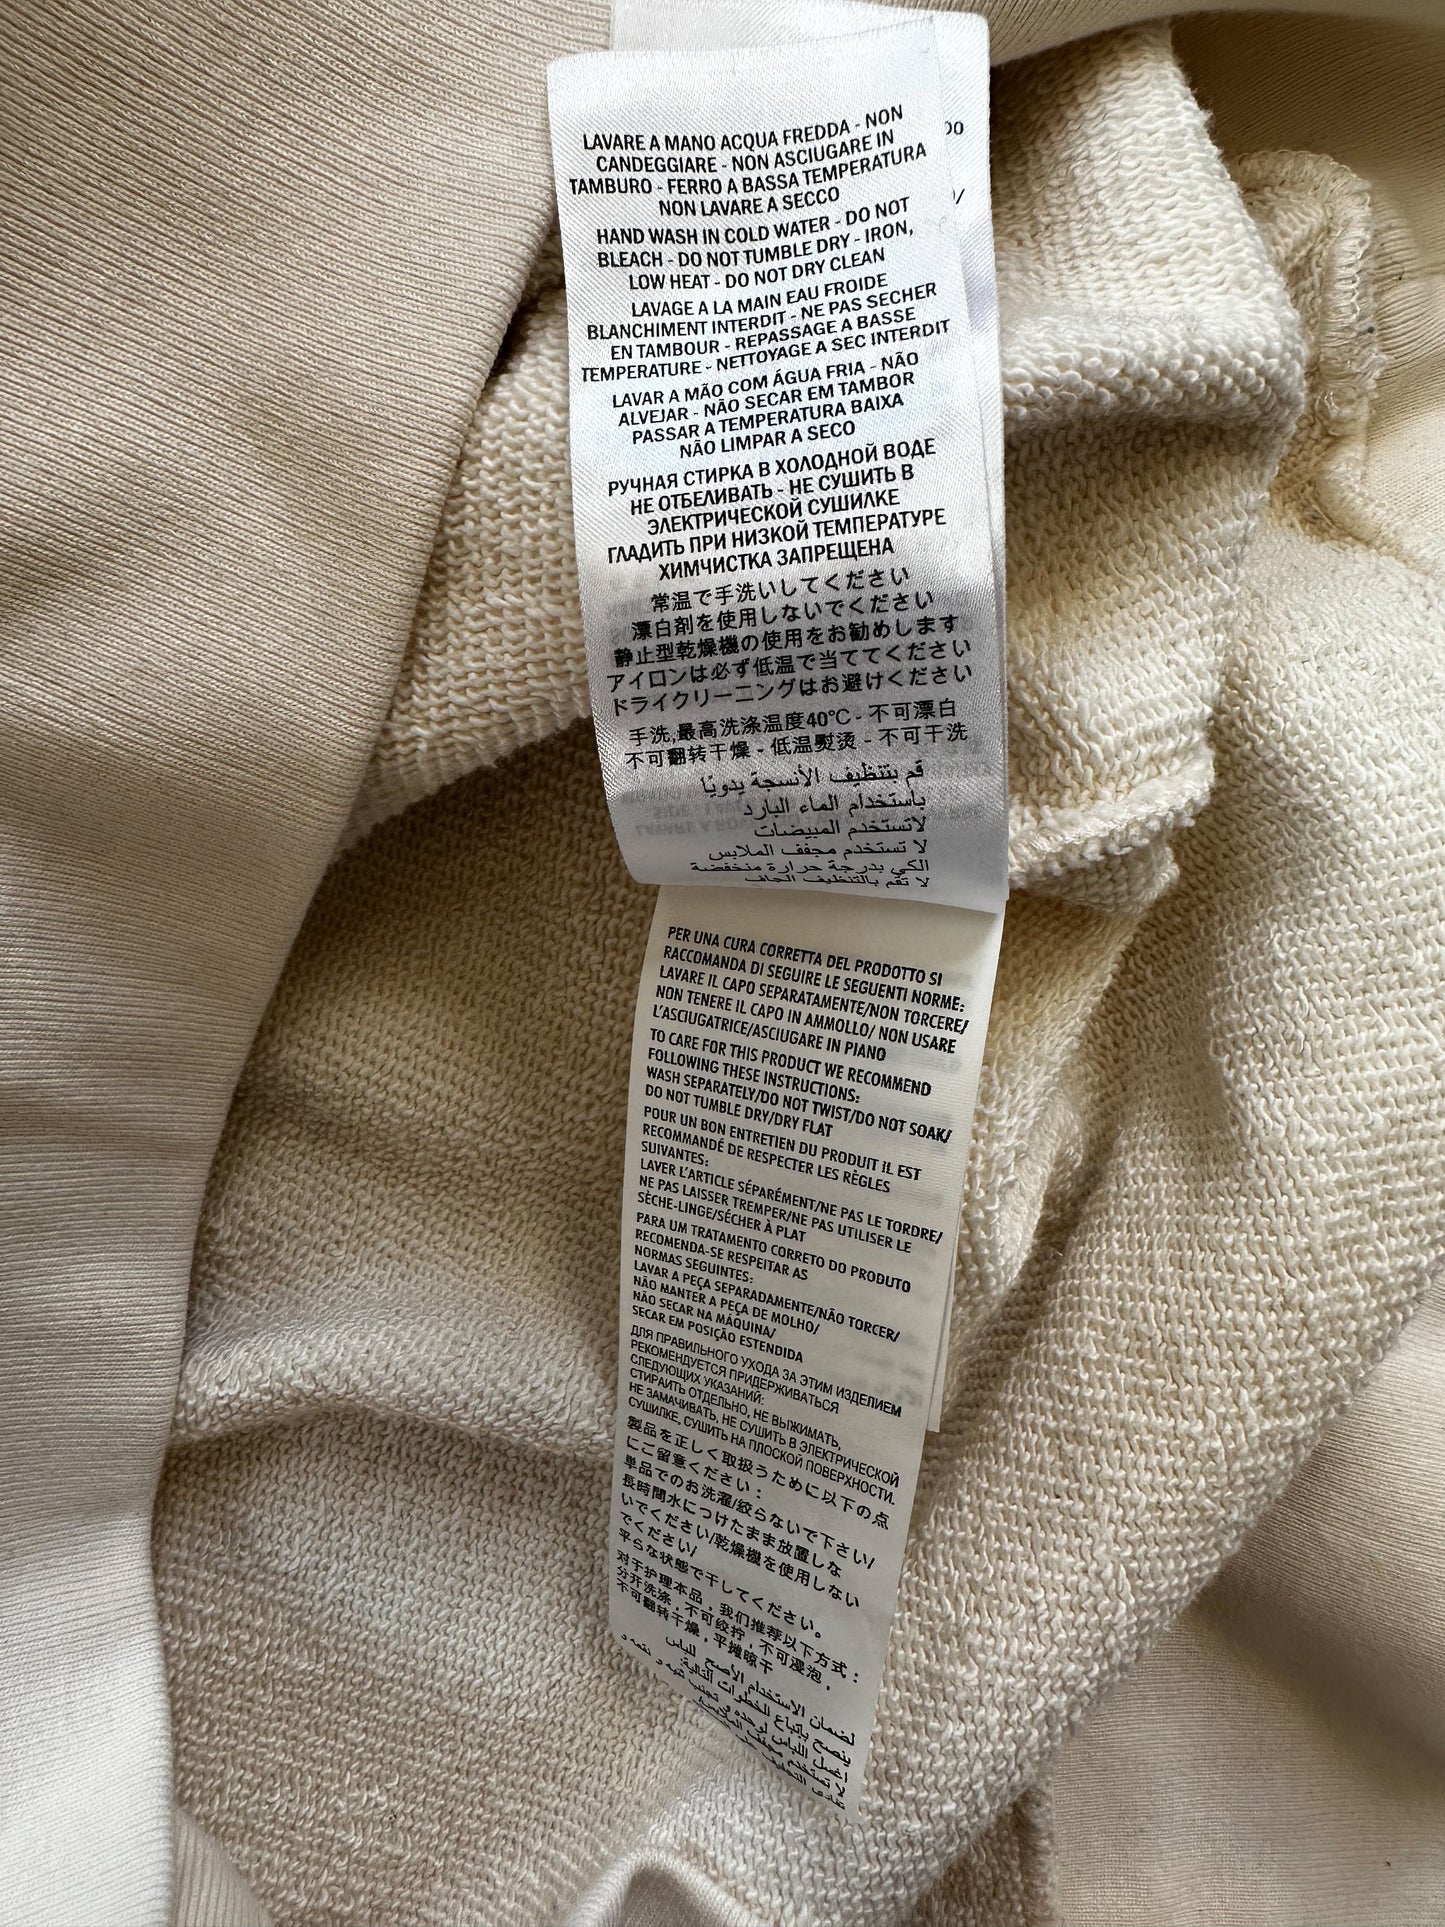 LAVARE A MANO ACQUA FREDDA - NON
CANDEGGIARE - NON ASCIUGARE IN
TAMBURO - FERRO A BASSA TEMPERATURA
NON LAVARE A SECCO
HAND WASH IN COLD WATER - DO NOT
BLEACH - DO NOT TUMBLE DRY - IRON,
LOW HEAT - DO NOT DRY CLEAN
LAVAGE A LA MAIN EAU FROIDE
BLANCHIMENT INTERDIT - NE PAS SECHER
EN TAMBOUR - REPASSAGE A BASSE
TEMPERATURE - NETTOYAGE A SEC INTERDIT
LAVAR A MÃO COM ÁGUA FRIA - NÃO
ALVEJAR - NÃO SECAR EM TAMBOR
PASSAR A TEMPERATURA BAIXA
NÃO LIMPAR A SECO
РУЧНАЯ СТИРКА В ХОЛОДНОЙ ВОДЕ
НЕ ОТБЕЛИВАТЬ - НЕ СУШИТЬ В
ЭЛЕКТРИЧЕСКОЙ СУШИЛКЕ
ГЛАДИТЬ ПРИ НИЗКОЙ ТЕМПЕРАТУРЕ
ХИМЧИСТКА ЗАПРЕЩЕНА
常温で手洗いしてください
漂白剤を使用しないでください
静止型乾燥機の使用をお勧めします
アイロンは必ず低温で当ててください
ドライクリーニングはお避けください
手洗,最高洗涤温度40°C - 不可漂白
不可翻转干燥 - 低温熨烫 - 不可干洗
قم بتنظيف الأنسجة يدويًا
باستخدام الماء البارد
لاتستخدم المبيضات
لا تستخدم مجفف الملابس
الكي بدرجة حرارة منخفضة
لا تقم بالتنظيف الجاف
PER UNA CURA CORRETTA DEL PRODOTTO SI
RACCOMANDA DI SEGUIRE LE SEGUENTI NORME:
LAVARE IL CAPO SEPARATAMENTE/NON TORCERE/
NON TENERE IL CAPO IN AMMOLLO/ NON USARE
L'ASCIUGATRICE/ASCIUGARE IN PIANO
TO CARE FOR THIS PRODUCT WE RECOMMEND
FOLLOWING THESE INSTRUCTIONS:
WASH SEPARATELY/DO NOT TWIST/DO NOT SOAK/
DO NOT TUMBLE DRY/DRY FLAT
POUR UN BON ENTRETIEN DU PRODUIT IL EST
RECOMMANDÉ DE RESPECTER LES RÈGLES
SUIVANTES:
LAVER L'ARTICLE SÉPARÉMENT/NE PAS LE TORDRE/
NE PAS LAISSER TREMPER/NE PAS UTILISER LE
SÈCHE-LINGE/SÉCHER À PLAT
PARA UM TRATAMENTO CORRETO DO PRODUTO
RECOMENDA-SE RESPEITAR AS
NORMAS SEGUINTES:
LAVAR A PEÇA SEPARADAMENTE/NÃO TORCER/
NÃO MANTER A PEÇA DE MOLHO/
NÃO SECAR NA MÁQUINA/
SECAR EM POSIÇÃO ESTENDIDA
ДЛЯ ПРАВИЛЬНОГО УХОДА ЗА ЭТИМ ИЗДЕЛИЕМ
РЕКОМЕНДУЕТСЯ ПРИДЕРЖИВАТЬСЯ
СЛЕДУЮЩИХ УКАЗАНИЙ:
СТИРАИТЬ ОТДЕЛЬНО, НЕ ВЫЖИМАТЬ,
НЕ ЗАМАЧИВАТЬ, НЕ СУШИТЬ В ЭЛЕКТРИЧЕСКОЙ
СУШИЛКЕ, СУШИТЬ НА ПЛОСКОЙ ПОВЕРХНОСТИ.
製品を正しく取扱うために以下の点
にご留意ください：
単品でのお洗濯/絞らないで下さい/
長時間水につけたまま放置しな
いでください/乾燥機を使用しない
でください/
平らな状態で干してください。
对于护理本品，我们推荐以下方式：
分开洗涤，不可绞拧，不可浸泡，
不可翻转干燥，平摊晾干
لضمان الاستخدام الأصح للباس
ينصح بإتباع الخطوات التالية:
اغسل اللباس لوحده و تجنب
لا تستخدم مجفف الملابس/